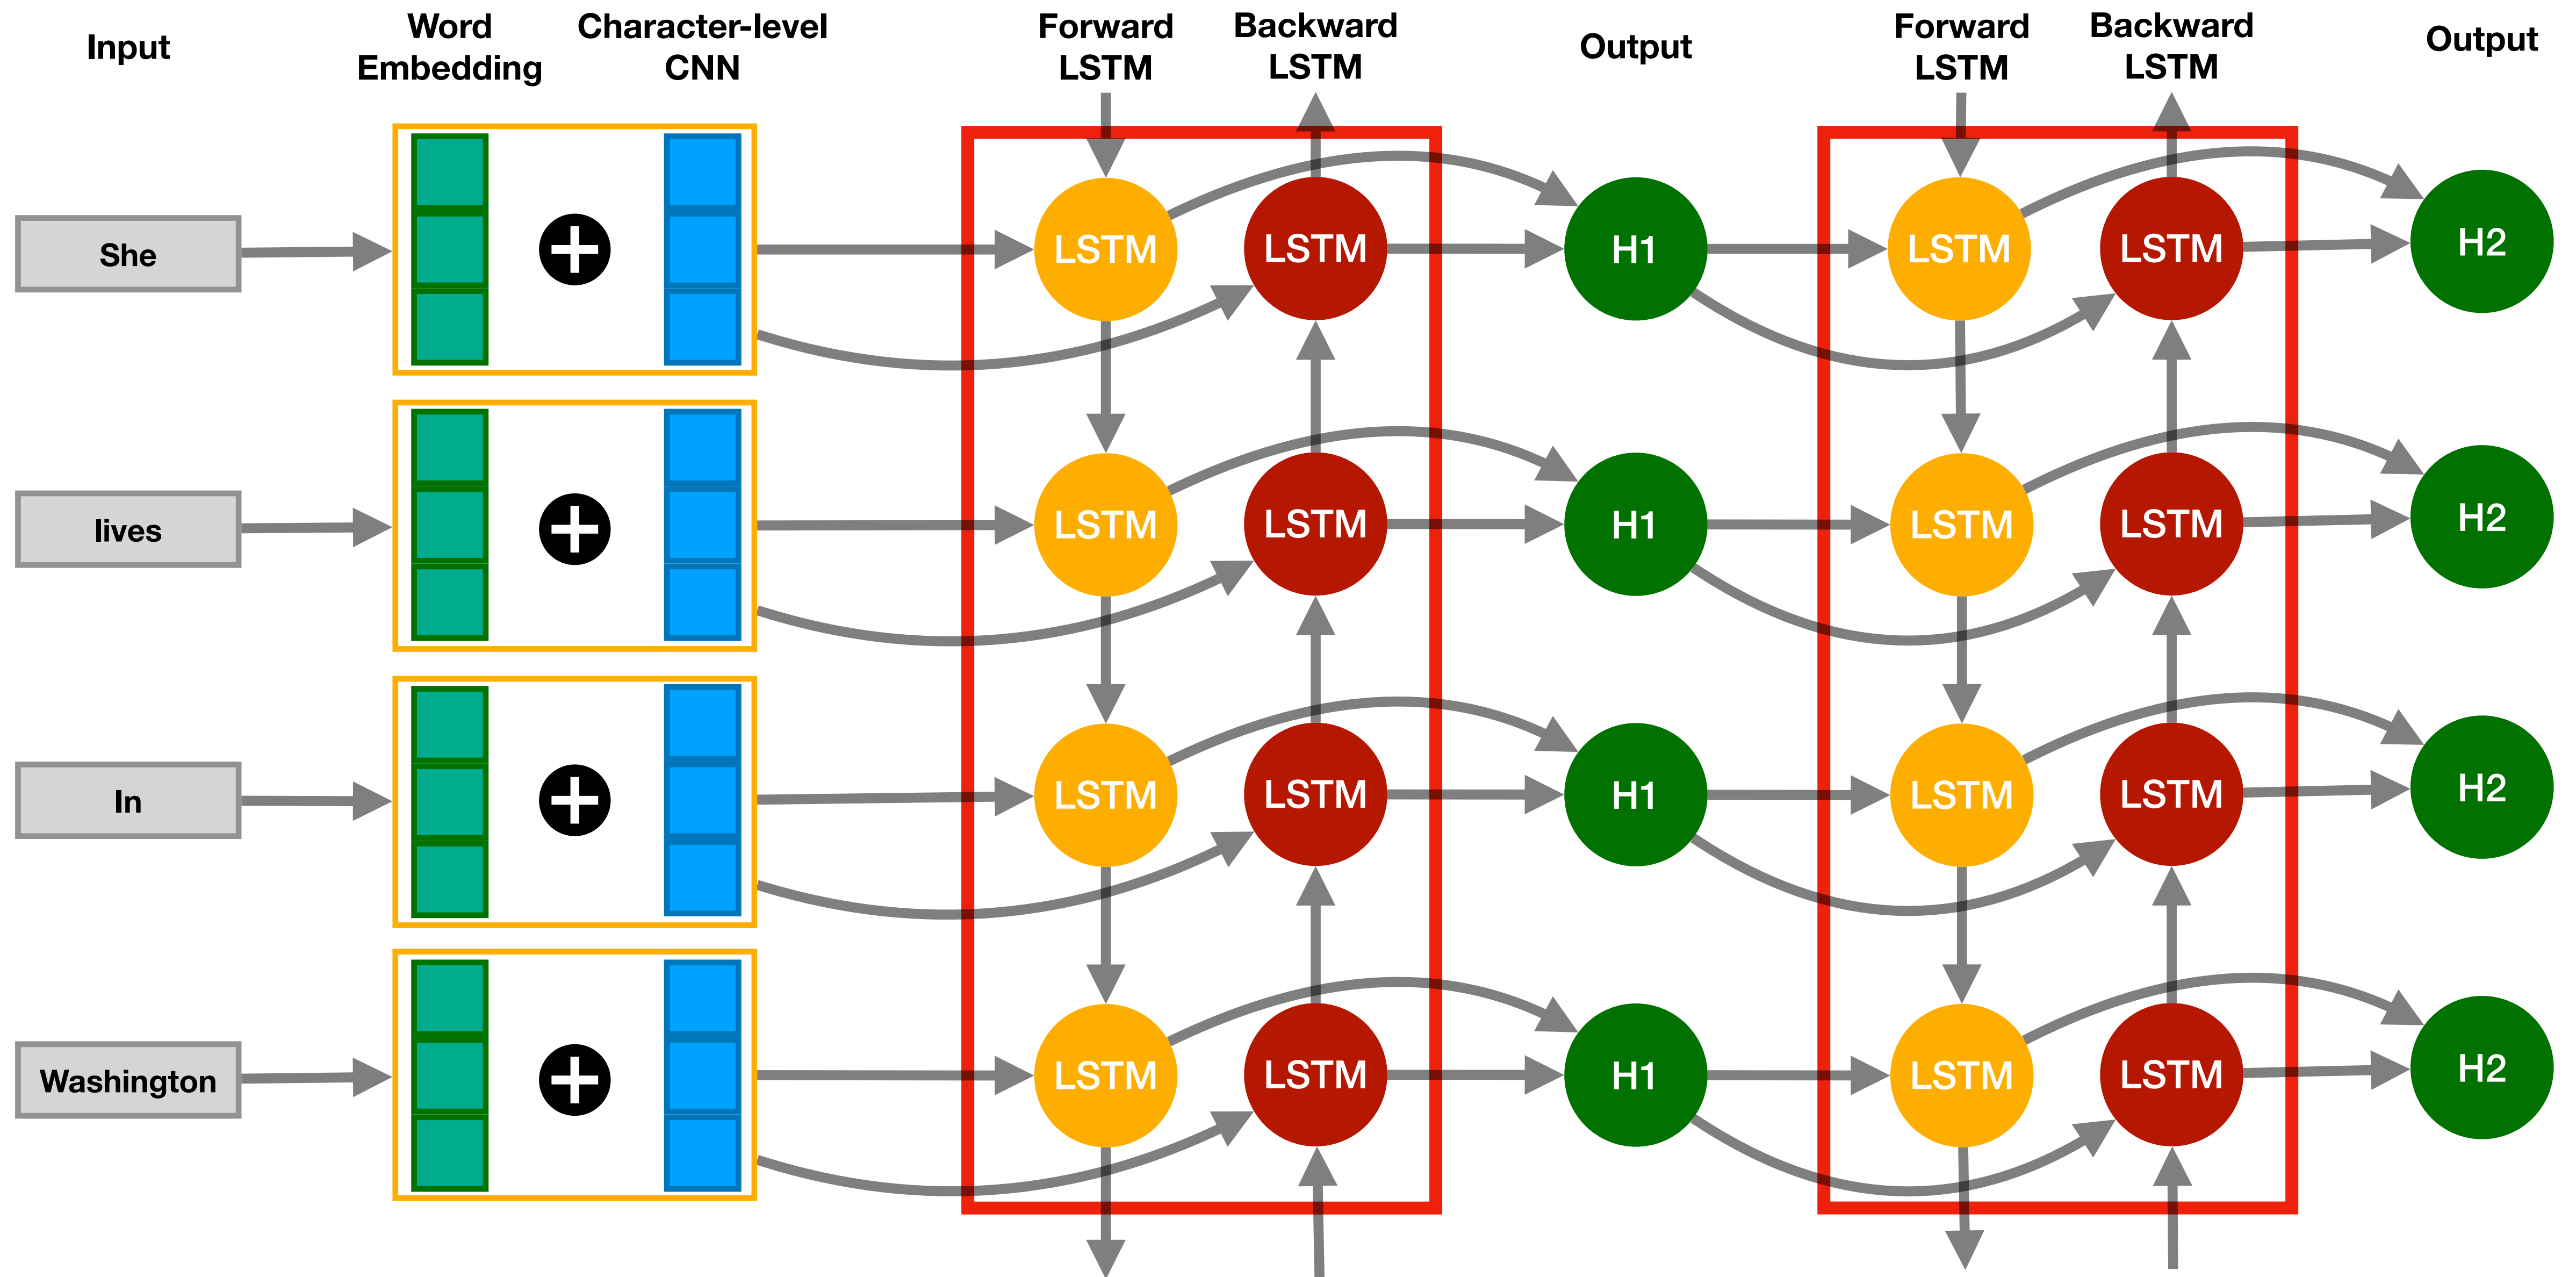 Input
Word
Embedding
Character-level
CNN
Forward
LSTM
Backward
LSTM
Output
Forward
LSTM
Backward
LSTM
Output
She
LSTM
LSTM
H1
LSTM
LSTM
H2
lives
LSTM
LSTM
H1
LSTM
LSTM
H2
In
LSTM
LSTM
H1
LSTM
LSTM
H2
Washington
LSTM
LSTM
H1
LSTM
LSTM
H2